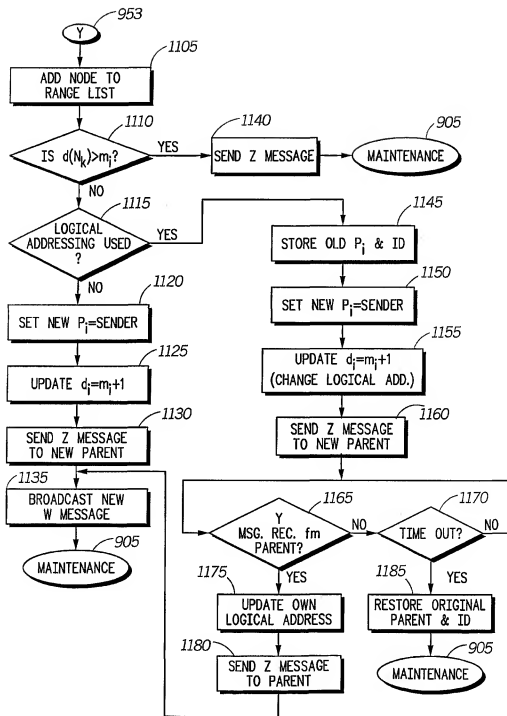 953
Y
1105
ADD NODE TO
RANGE LIST
1110
IS d(Nk)>mi?
YES
1140
SEND Z MESSAGE
905
MAINTENANCE
NO
1115
LOGICAL
ADDRESSING USED
?
YES
1145
STORE OLD Pi & ID
NO
1120
SET NEW Pi=SENDER
1150
SET NEW Pi=SENDER
1125
UPDATE di=mi+1
1155
UPDATE di=mi+1
(CHANGE LOGICAL ADD.)
1130
SEND Z MESSAGE
TO NEW PARENT
1160
SEND Z MESSAGE
TO NEW PARENT
1135
BROADCAST NEW
W MESSAGE
905
MAINTENANCE
1165
Y
MSG. REC. fm
PARENT?
NO
1170
TIME OUT?
NO
YES
1175
UPDATE OWN
LOGICAL ADDRESS
YES
1185
RESTORE ORIGINAL
PARENT & ID
1180
SEND Z MESSAGE
TO PARENT
905
MAINTENANCE